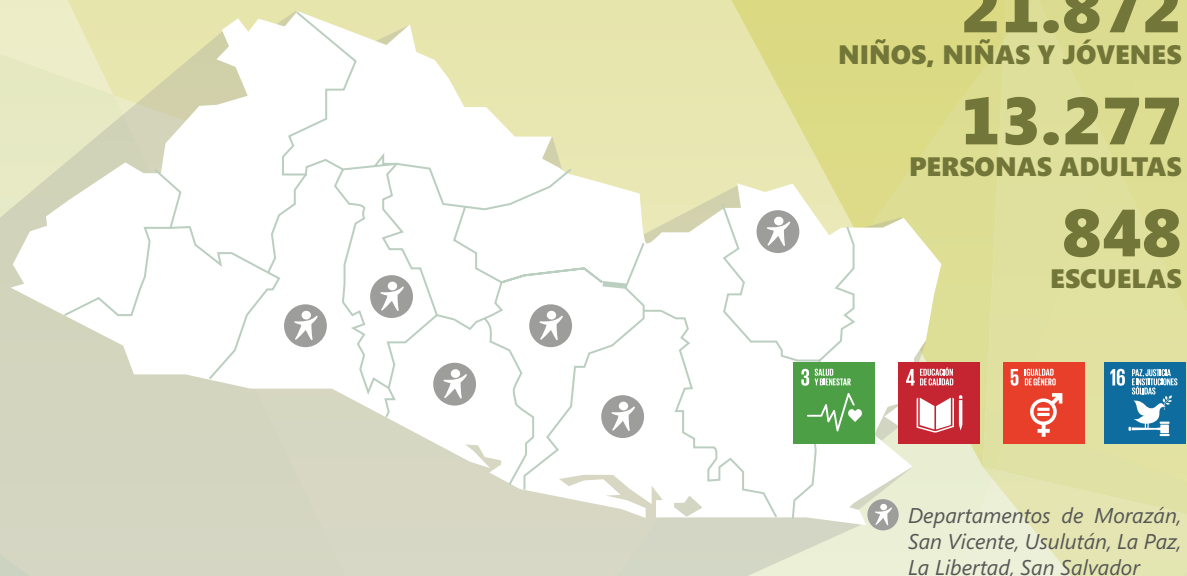 21.872
NIÑOS, NIÑAS Y JÓVENES
13.277
PERSONAS ADULTAS
848
ESCUELAS
3 SALUD
Y BIENESTAR
4 EDUCACIÓN
DE CALIDAD
5 IGUALDAD
DE GÉNERO
16 PAZ, JUSTICIA
E INSTITUCIONES
SÓLIDAS
Departamentos de Morazán,
San Vicente, Usulután, La Paz,
La Libertad, San Salvador